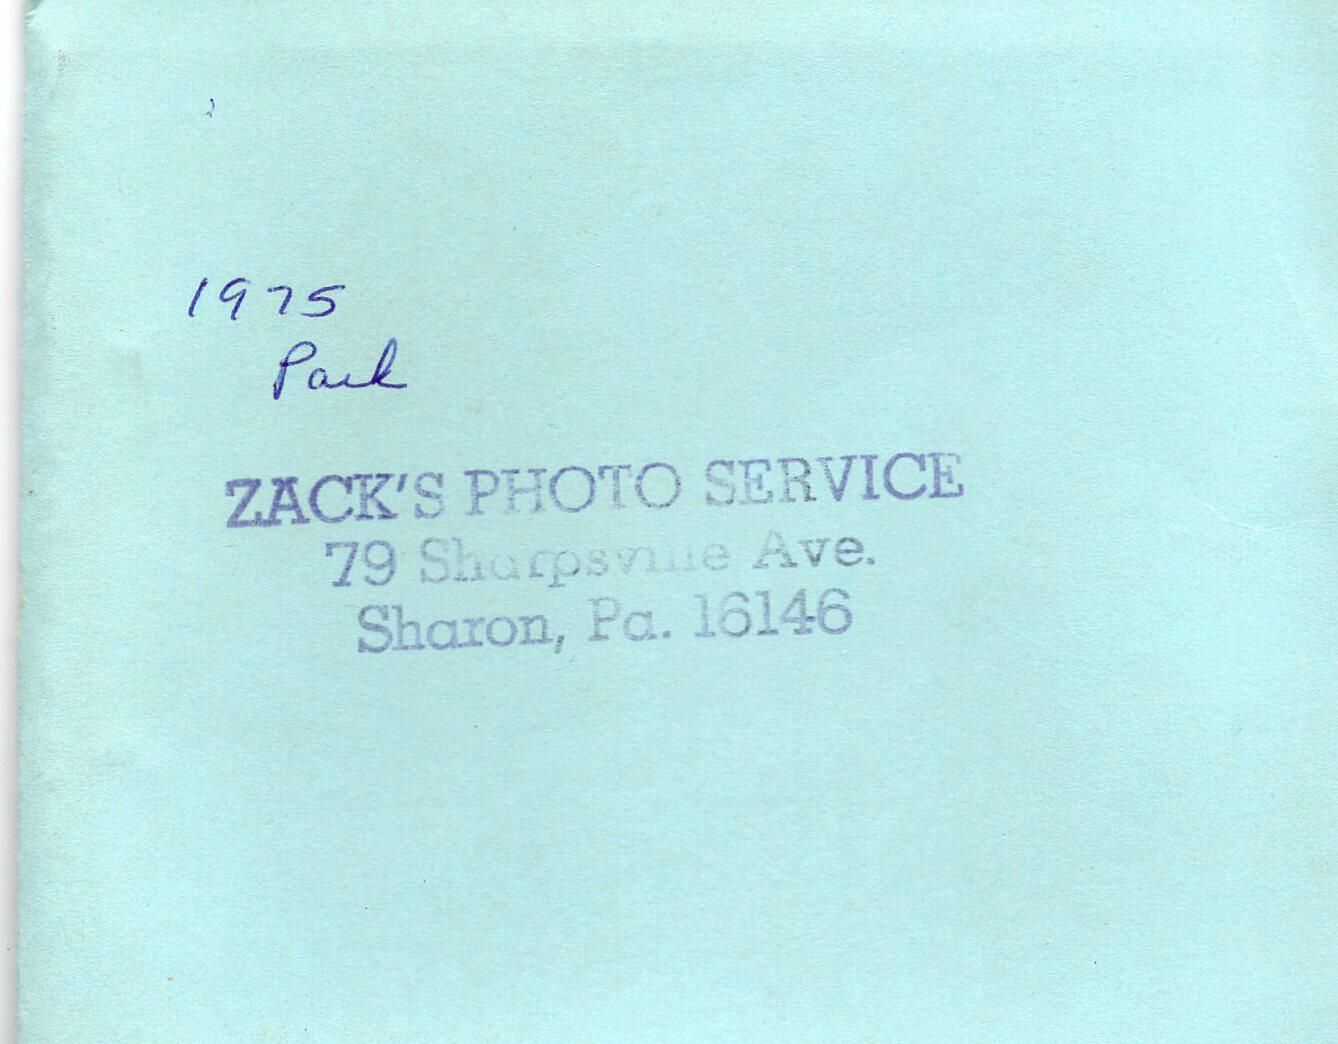 1975
Park
ZACK'S PHOTO SERVICE
79 Sharpsville Ave.
Sharon, Pa. 16146